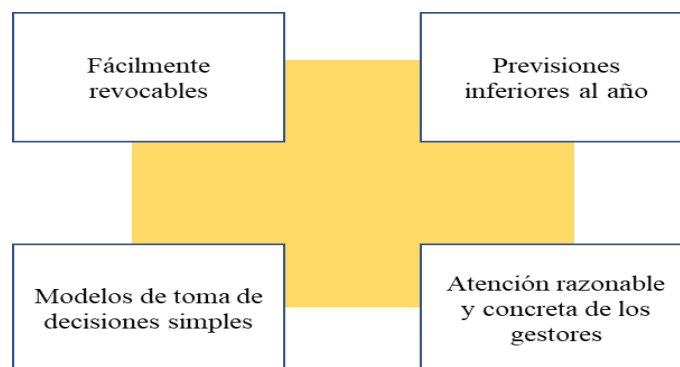 Fácilmente
revocables
Previsiones
inferiores al año
Modelos de toma de
decisiones simples
Atención razonable
y concreta de los
gestores